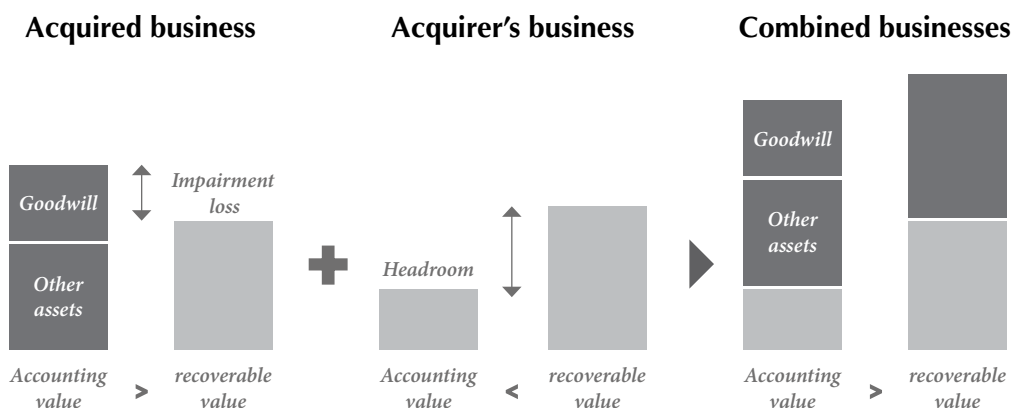 Acquired business
Acquirer's business
Combined businesses
Goodwill
Other
assets
Impairment
loss
Headroom
Goodwill
Other
assets
Accounting
value
>
recoverable
value
Accounting
value
<
recoverable
value
Accounting
value
>
recoverable
value